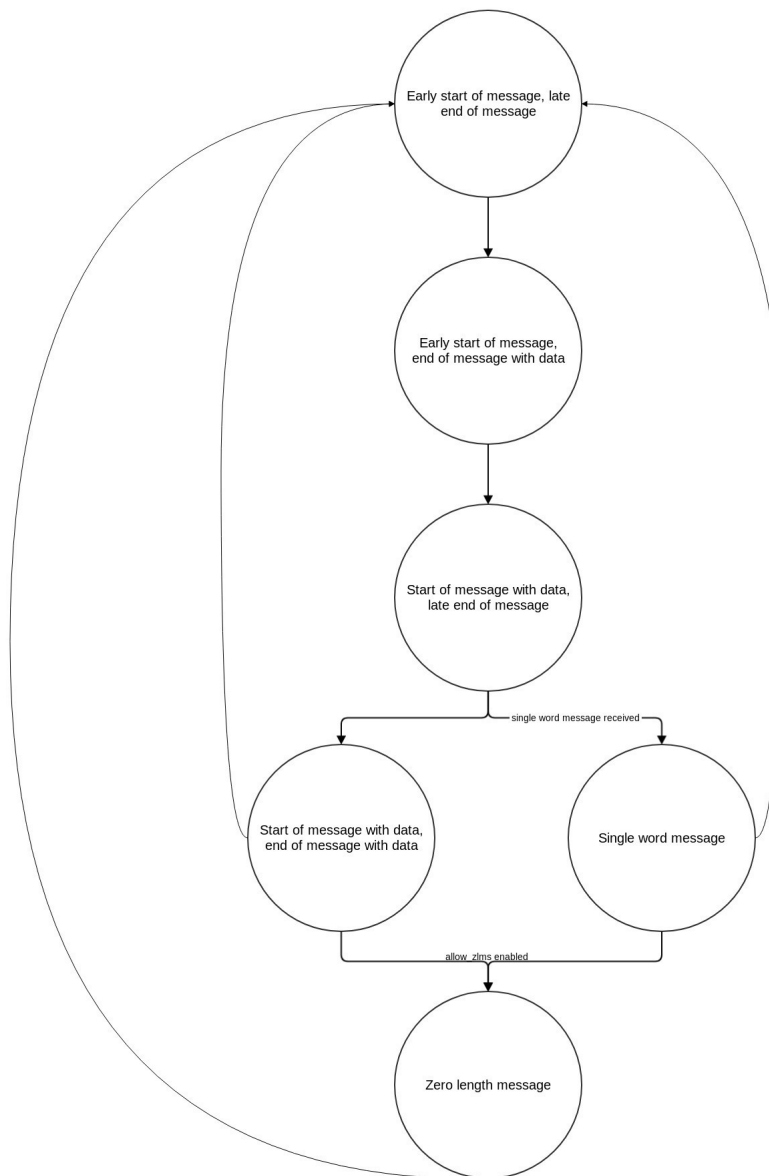 Early start of message, late
end of message
Early start of message,
end of message with data
Start of message with data,
late end of message
single word message received
Start of message with data,
end of message with data
Single word message
allow_zlms enabled
Zero length message